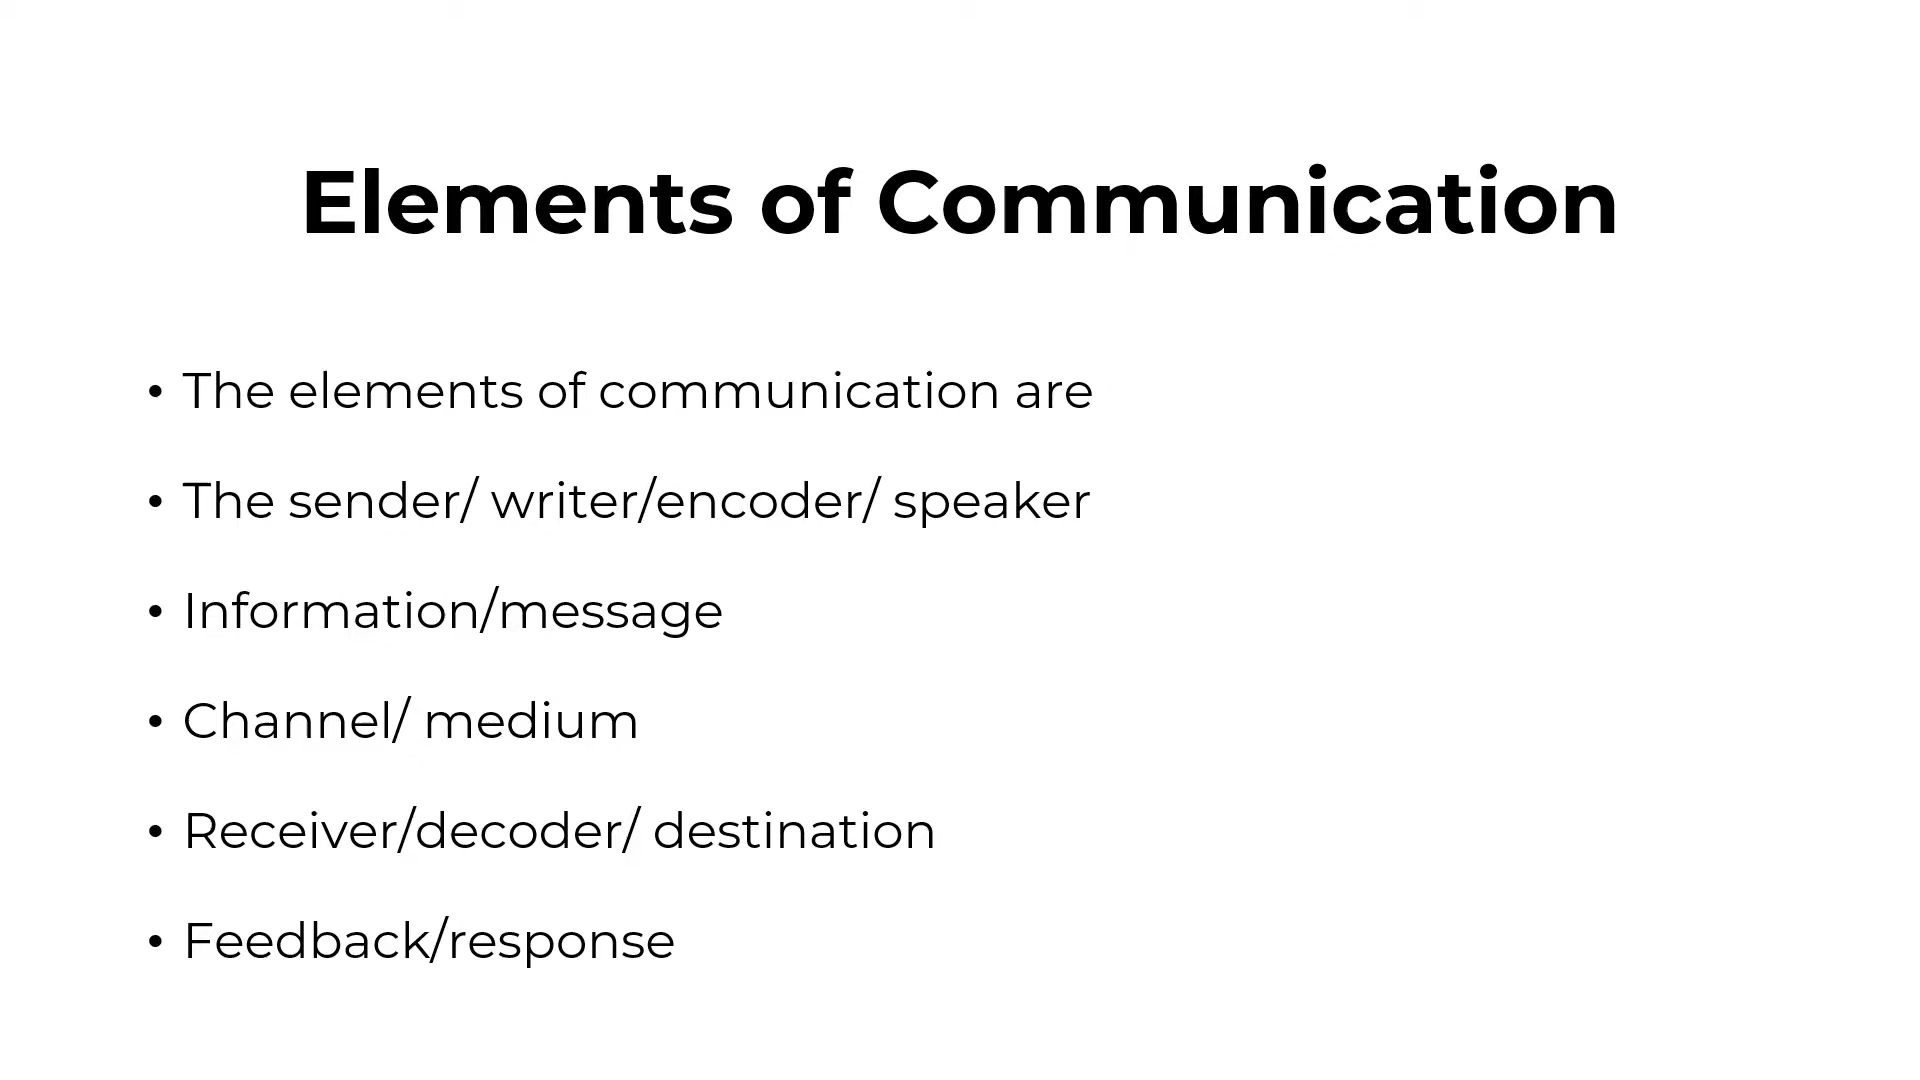 Elements of Communication
• The elements of communication are
• The sender/ writer/encoder/ speaker
• Information/message
• Channel/ medium
• Receiver/decoder/ destination
• Feedback/response